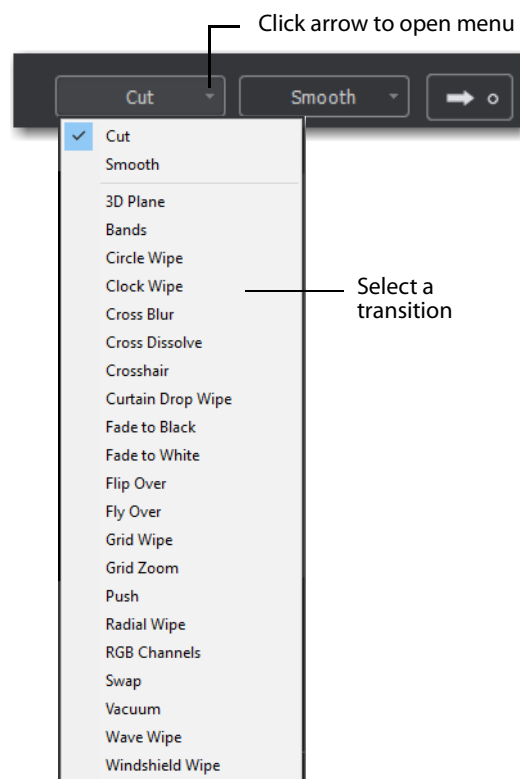 Click arrow to open menu
Cut
Smooth
Cut
Smooth
3D Plane
Bands
Circle Wipe
Clock Wipe
Select a
transition
Cross Blur
Cross Dissolve
Crosshair
Curtain Drop Wipe
Fade to Black
Fade to White
Flip Over
Fly Over
Grid Wipe
Grid Zoom
Push
Radial Wipe
RGB Channels
Swap
Vacuum
Wave Wipe
Windshield Wipe